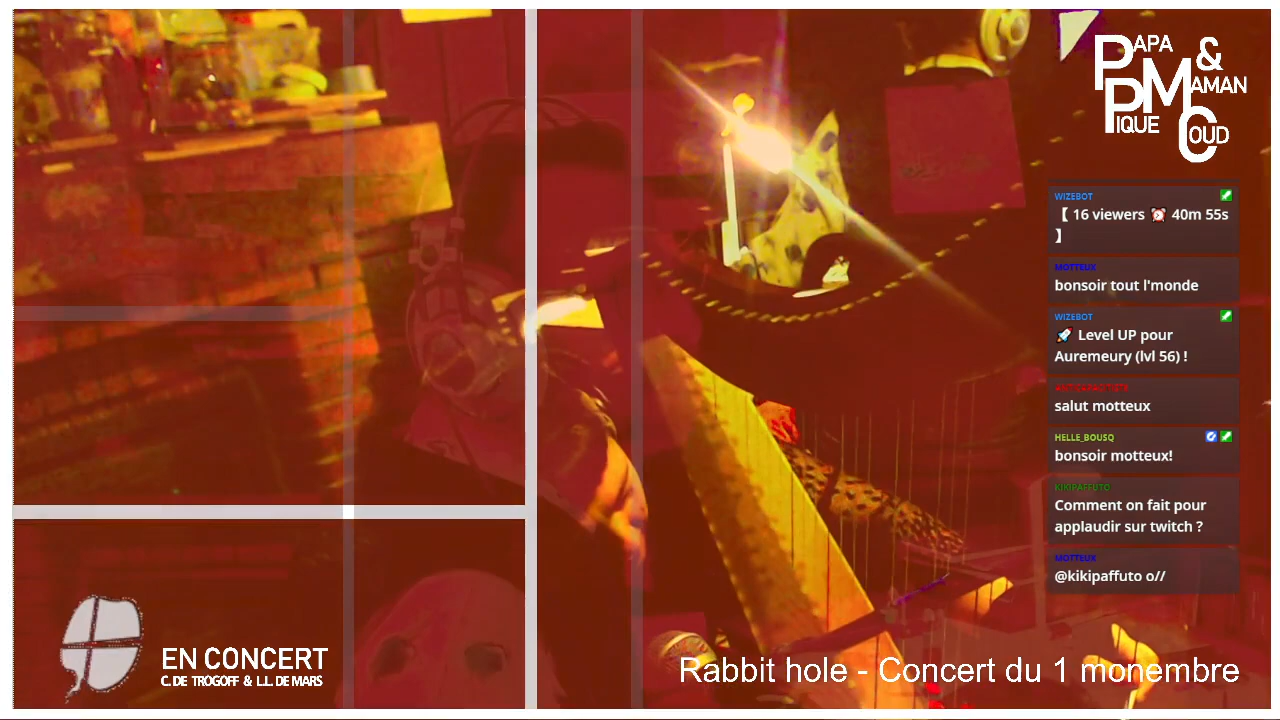 PAPA
&
MAMAN
PIQUE
COUD
WIZEBOT
【 16 viewers ⏰ 40m 55s
】
MOTTEUX
bonsoir tout l'monde
WIZEBOT
🚀 Level UP pour
Auremeury (lvl 56) !
salut motteux
HELLE_BOUSQ
bonsoir motteux!
KIKIPAFFUTO
Comment on fait pour
applaudir sur twitch ?
MOTTEUX
@kikipaffuto o//
EN CONCERT
C. DE TROGOFF & L.L. DE MARS
Rabbit hole - Concert du 1 monembre